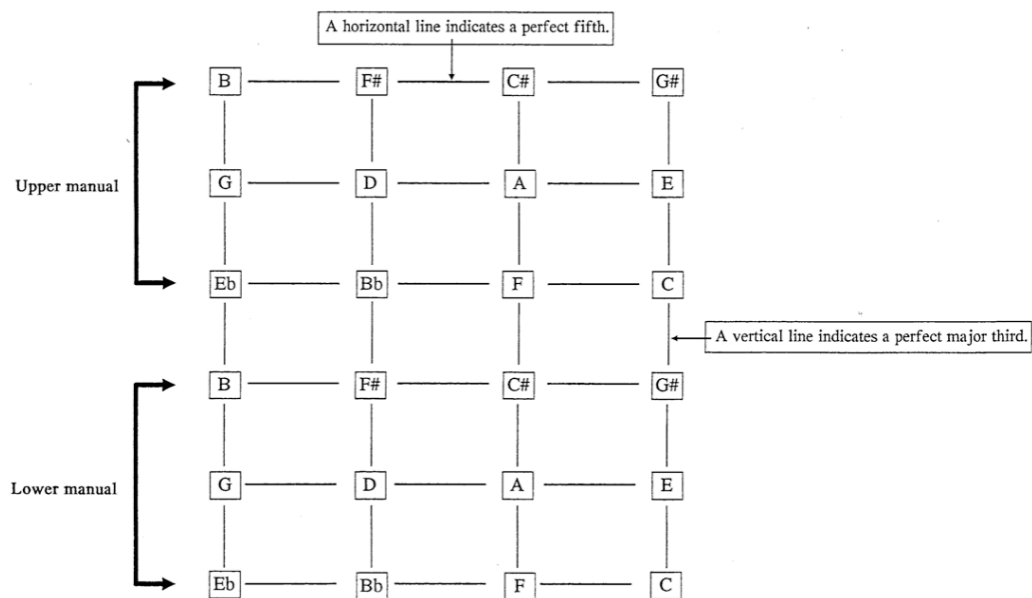 A horizontal line indicates a perfect fifth.
B F# C# G#
Upper manual
G D A E
Eb Bb F C
A vertical line indicates a perfect major third.
B F# C# G#
Lower manual
G D A E
Eb Bb F C